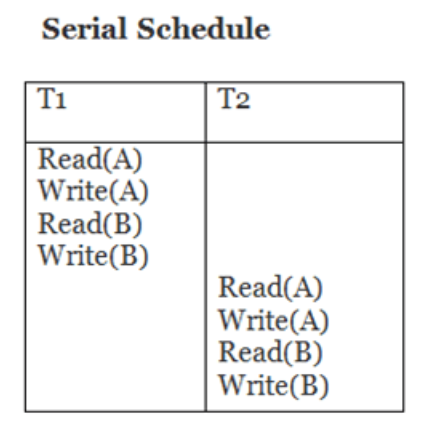 Serial Schedule
T1 T2
Read(A)
Write(A)
Read(B)
Write(B)
Read(A)
Write(A)
Read(B)
Write(B)